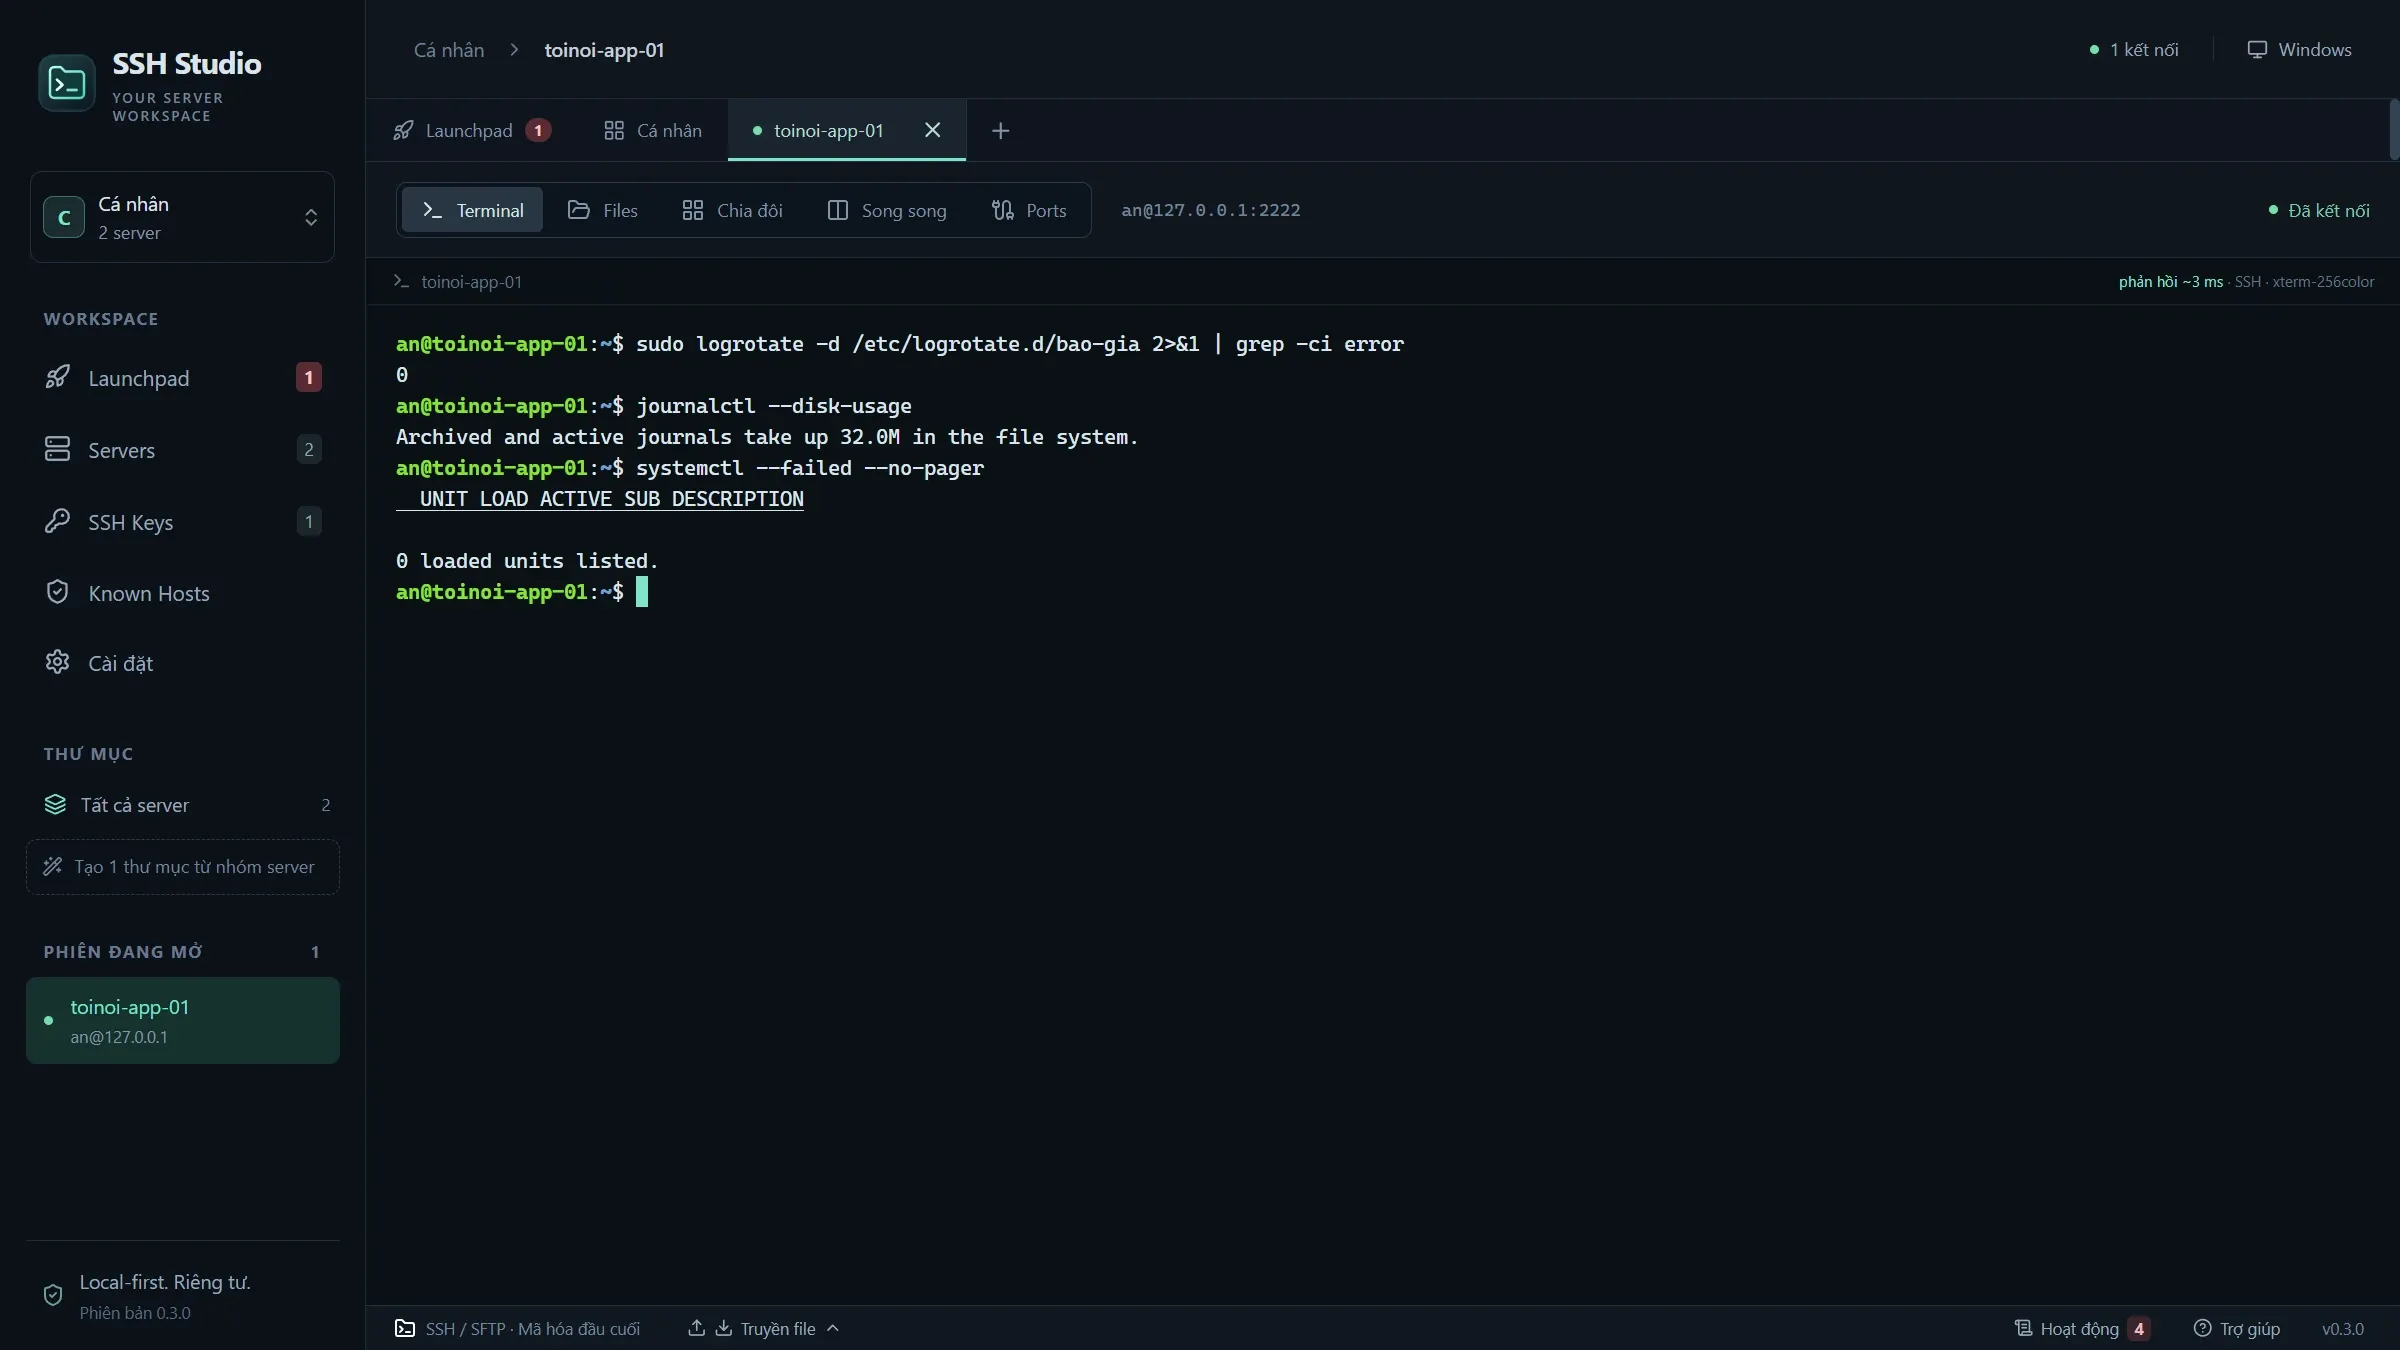 SSH Studio
YOUR SERVER
WORKSPACE
C
Cá nhân
2 server
WORKSPACE
Launchpad 1
Servers 2
SSH Keys 1
Known Hosts
Cài đặt
THƯ MỤC
Tất cả server 2
Tạo 1 thư mục từ nhóm server
PHIÊN ĐANG MỞ 1
toinoi-app-01
an@127.0.0.1
Local-first. Riêng tư.
Phiên bản 0.3.0
Cá nhân > toinoi-app-01
1 kết nối
Windows
Launchpad 1
Cá nhân
toinoi-app-01
Terminal
Files
Chia đôi
Song song
Ports
an@127.0.0.1:2222
Đã kết nối
toinoi-app-01
phản hồi ~3 ms · SSH · xterm-256color
an@toinoi-app-01:~$ sudo logrotate -d /etc/logrotate.d/bao-gia 2>&1 | grep -ci error
0
an@toinoi-app-01:~$ journalctl --disk-usage
Archived and active journals take up 32.0M in the file system.
an@toinoi-app-01:~$ systemctl --failed --no-pager
UNIT LOAD ACTIVE SUB DESCRIPTION
0 loaded units listed.
an@toinoi-app-01:~$
SSH / SFTP · Mã hóa đầu cuối
Truyền file
Hoạt động 4
Trợ giúp
v0.3.0